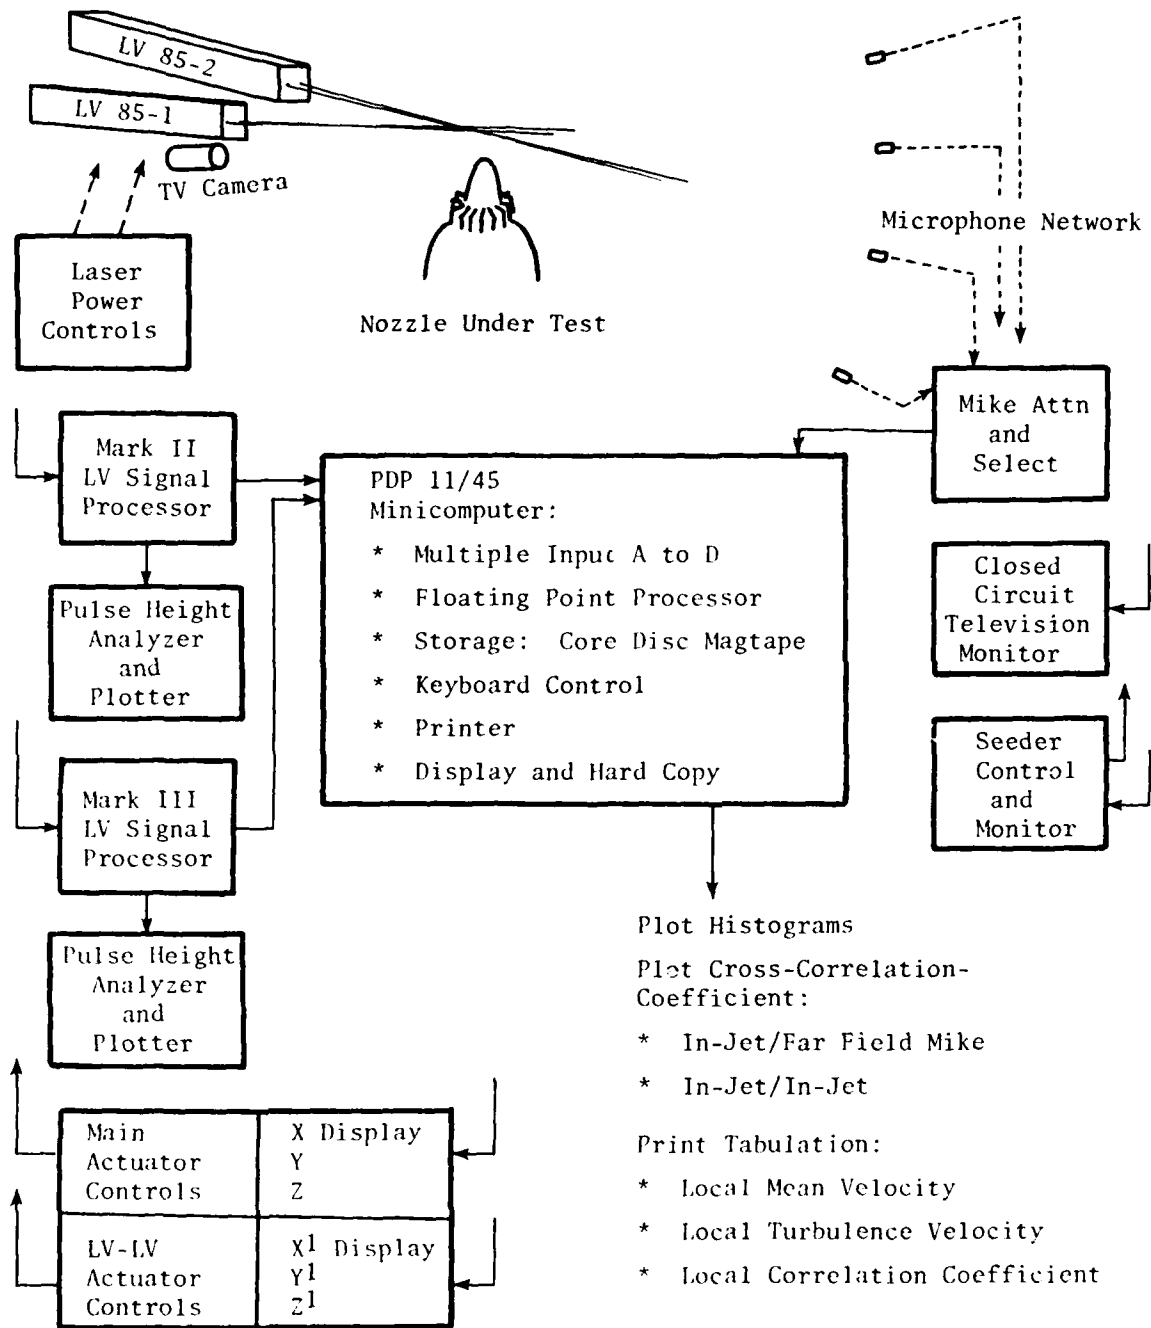 LV 85-2
LV 85-1
TV Camera
Laser
Power
Controls
Nozzle Under Test
Microphone Network
Mike Attn
and
Select
Mark II
LV Signal
Processor
Pulse Height
Analyzer
and
Plotter
Mark III
LV Signal
Processor
Pulse Height
Analyzer
and
Plotter
PDP 11/45
Minicomputer:
* Multiple Input A to D
* Floating Point Processor
* Storage: Core Disc Magtape
* Keyboard Control
* Printer
* Display and Hard Copy
Closed
Circuit
Television
Monitor
Seeder
Control
and
Monitor
Plot Histograms
Plot Cross-Correlation-
Coefficient:
* In-Jet/Far Field Mike
* In-Jet/In-Jet
Print Tabulation:
* Local Mean Velocity
* Local Turbulence Velocity
* Local Correlation Coefficient
Main
Actuator
Controls
X Display
Y
Z
LV-LV
Actuator
Controls
X1 Display
Y1
Z1